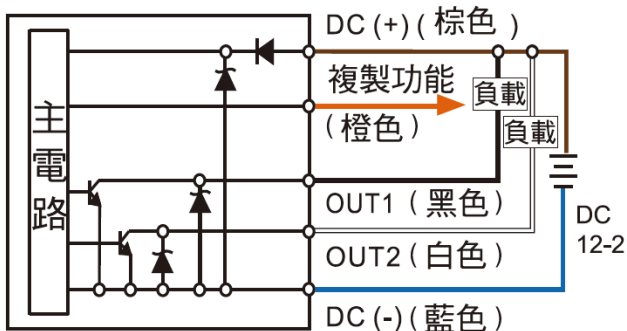 DC (+) ( 棕色 )
複製功能
( 橙色 )
負載
負載
主電路
OUT1 ( 黑色 )
OUT2 ( 白色 )
DC
12-2
DC (-) ( 藍色 )